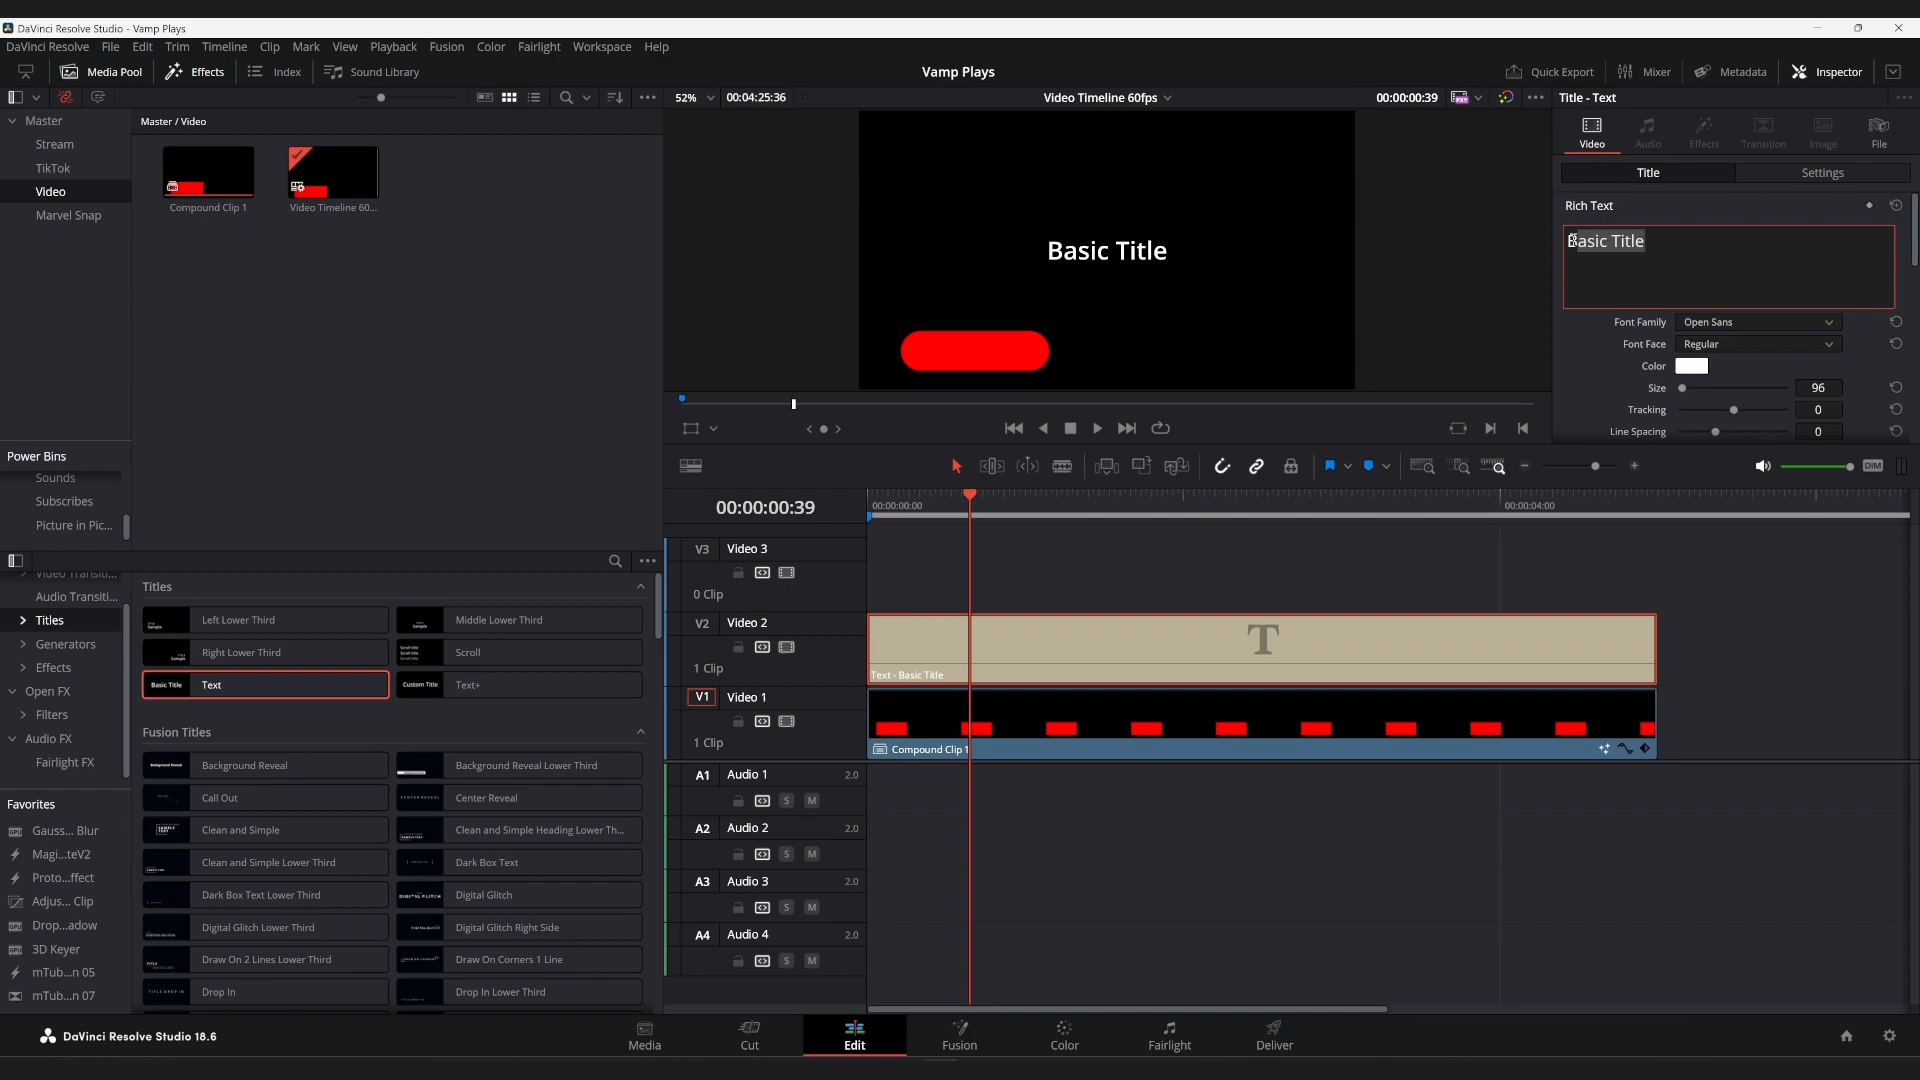 DaVinci Resolve Studio - Vamp Plays
DaVinci Resolve File Edit Trim Timeline Clip Mark View Playback Fusion Color Fairlight Workspace Help
Media Pool Effects Index Sound Library
Vamp Plays
Quick Export Mixer Metadata Inspector
52% 00:04:25:36 Video Timeline 60fps 00:00:00:39
Title - Text
Master
Stream
TikTok
Video
Marvel Snap
Master / Video
Compound Clip 1
Video Timeline 60...
Power Bins
Sounds
Subscribes
Picture in Pic...
Basic Title
Video Audio Effects Transition Image File
Title Settings
Rich Text
Basic Title
Font Family Open Sans
Font Face Regular
Color
Size 96
Tracking 0
Line Spacing 0
Video Transiti...
Audio Transiti...
Titles
Generators
Effects
Open FX
Filters
Audio FX
Fairlight FX
Favorites
Gauss... Blur
Magi...teV2
Proto...ffect
Adjus... Clip
Drop...adow
3D Keyer
mTub...n 05
mTub...n 07
Titles
Left Lower Third
Middle Lower Third
Right Lower Third
Scroll
Basic Title Text
Custom Title Text+
Fusion Titles
Background Reveal
Background Reveal Lower Third
Call Out
Center Reveal
Clean and Simple
Clean and Simple Heading Lower Th...
Clean and Simple Lower Third
Dark Box Text
Dark Box Text Lower Third
Digital Glitch
Digital Glitch Lower Third
Digital Glitch Right Side
Draw On 2 Lines Lower Third
Draw On Corners 1 Line
Drop In
Drop In Lower Third
DIM
00:00:00:39
00:00:00:00
00:00:04:00
V3 Video 3
0 Clip
V2 Video 2
1 Clip
T
Text - Basic Title
V1 Video 1
1 Clip
Compound Clip 1
A1 Audio 1 2.0
S M
A2 Audio 2 2.0
S M
A3 Audio 3 2.0
S M
A4 Audio 4 2.0
S M
DaVinci Resolve Studio 18.6
Media Cut Edit Fusion Color Fairlight Deliver